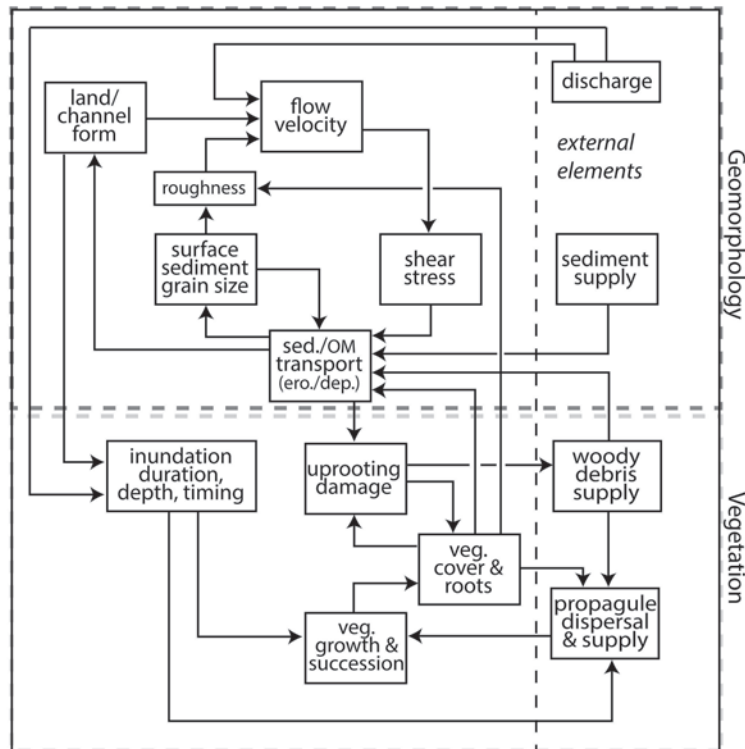 discharge
land/
channel
form
flow
velocity
external
elements
roughness
surface
sediment
grain size
shear
stress
sediment
supply
sed./OM
transport
(ero./dep.)
Geomorphology
inundation
duration,
depth, timing
uprooting
damage
woody
debris
supply
veg.
cover &
roots
propagule
dispersal
& supply
veg.
growth &
succession
Vegetation